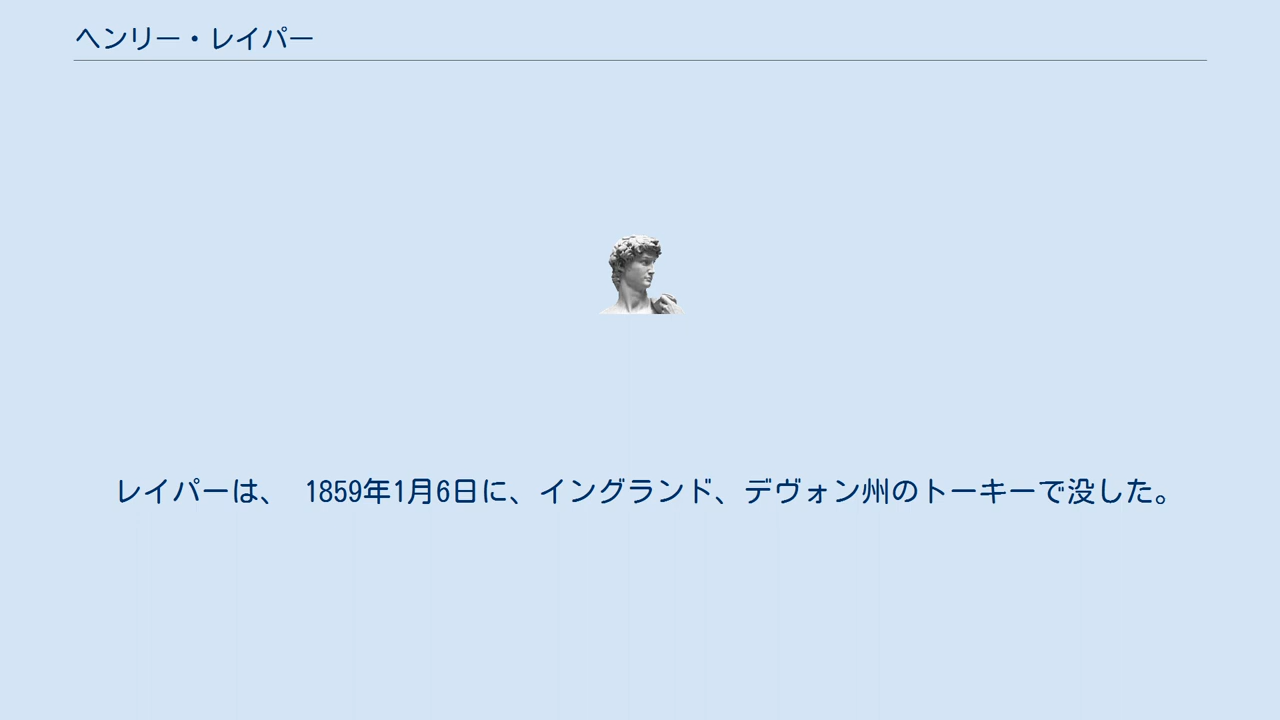 ヘンリー・レイパー
レイパーは、 1859年1月6日に、イングランド、デヴォン州のトーキーで没した。